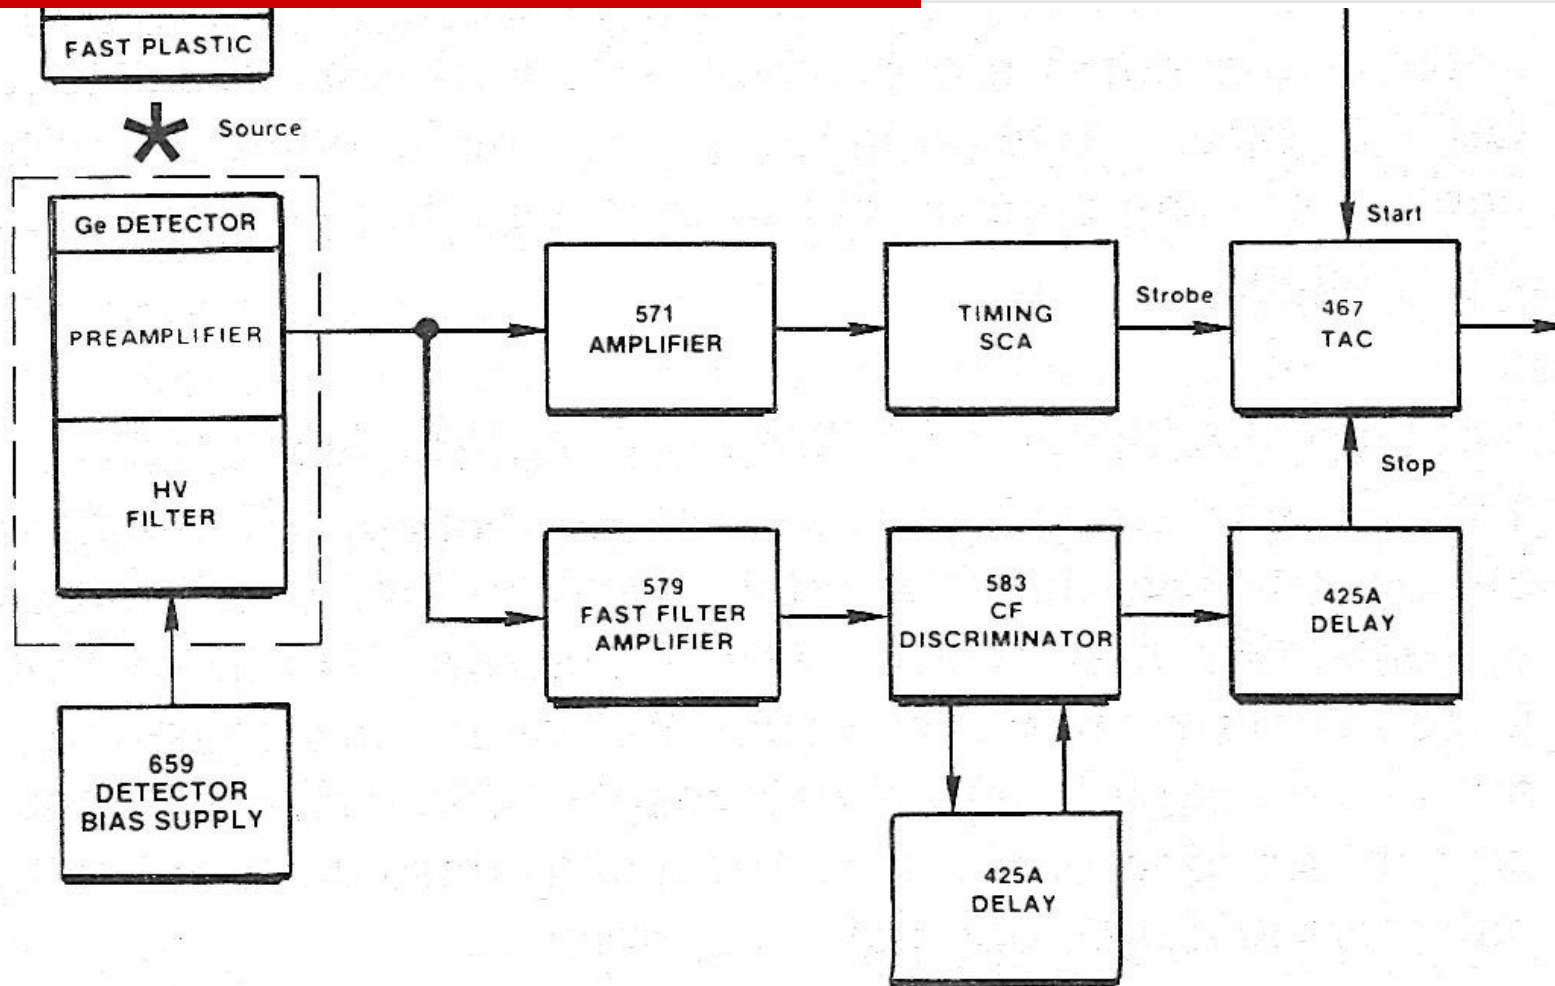 FAST PLASTIC
Source
Ge DETECTOR
PREAMPLIFIER
HV
FILTER
659
DETECTOR
BIAS SUPPLY
571
AMPLIFIER
TIMING
SCA
Strobe
Start
467
TAC
Stop
579
FAST FILTER
AMPLIFIER
583
CF
DISCRIMINATOR
425A
DELAY
425A
DELAY